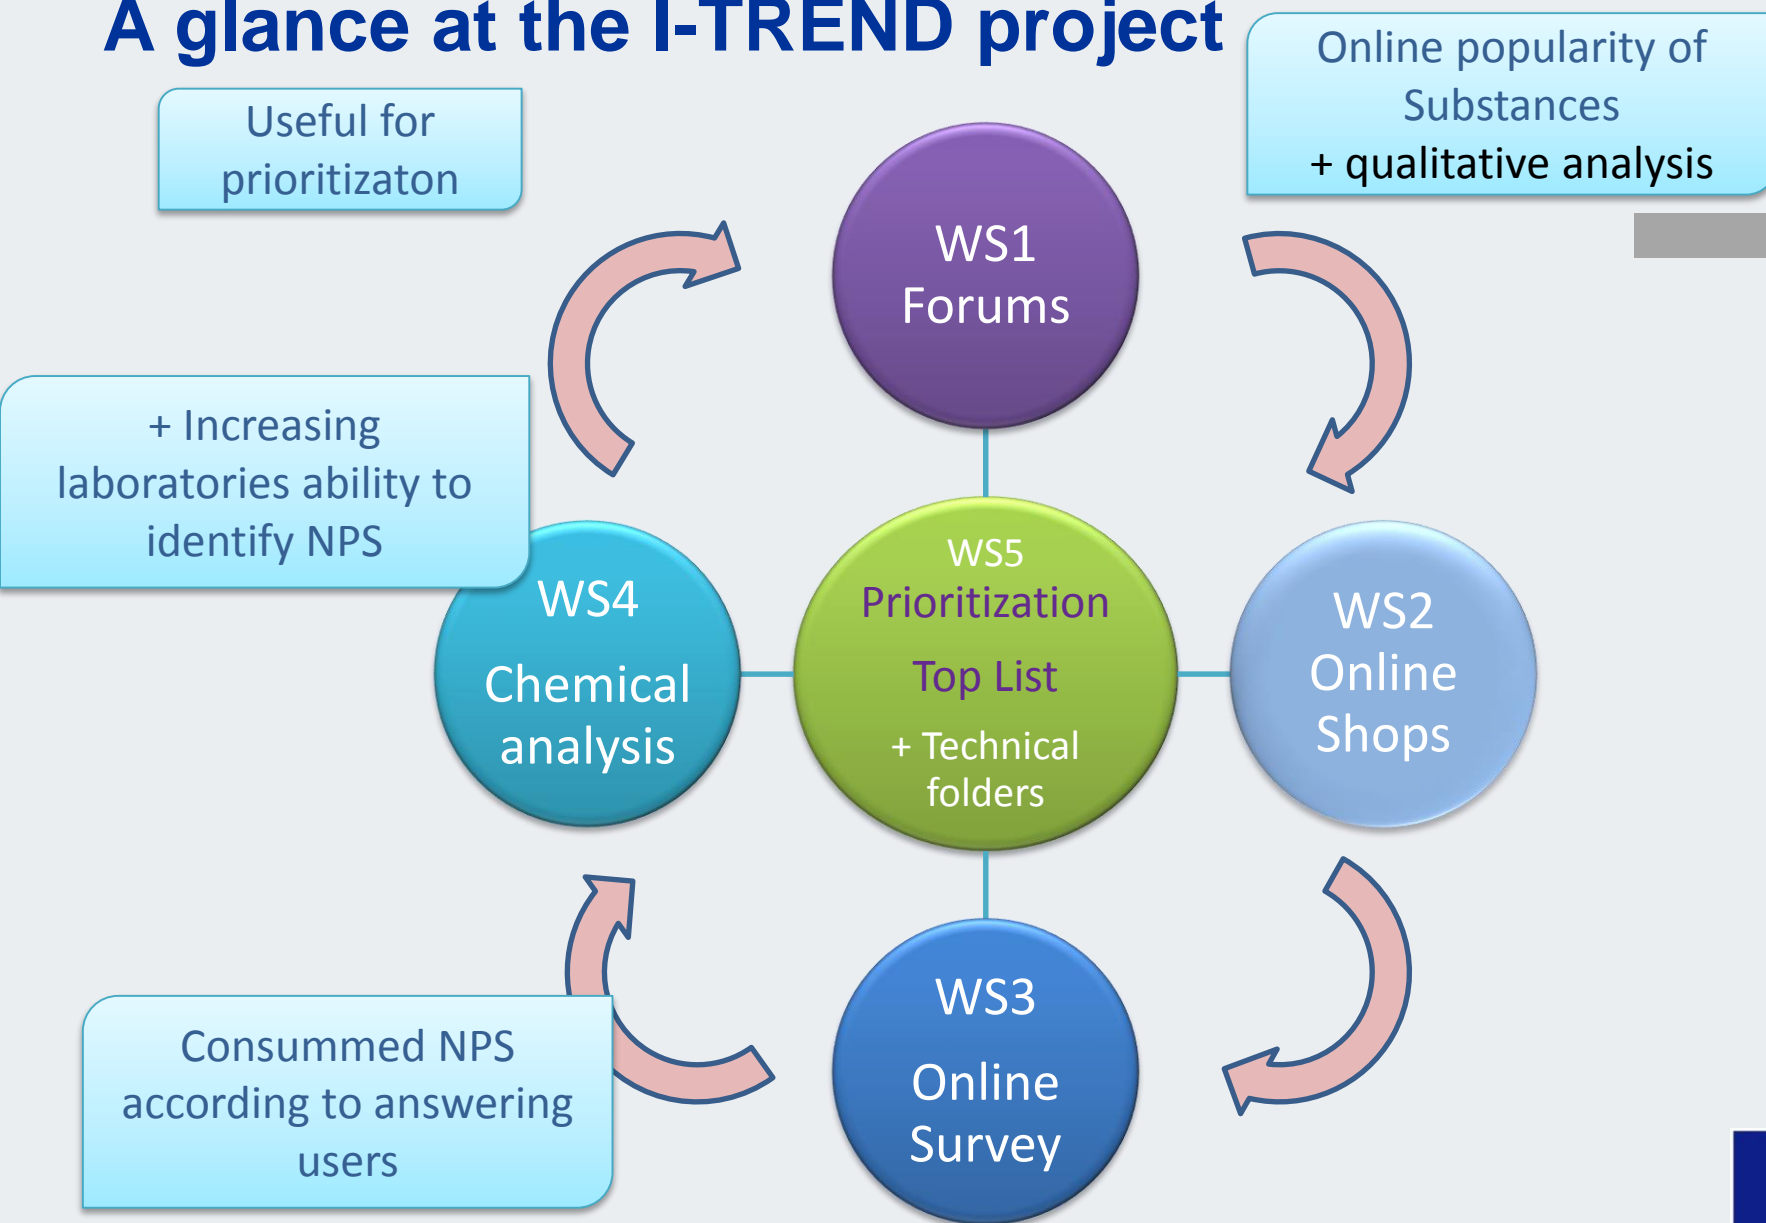 A glance at the I-TREND project
Online popularity of
Substances
+ qualitative analysis
Useful for
prioritizaton
WS1
Forums
+ Increasing
laboratories ability to
identify NPS
WS4
Chemical
analysis
WS5
Prioritization
Top List
+ Technical
folders
WS2
Online
Shops
WS3
Online
Survey
Consummed NPS
according to answering
users